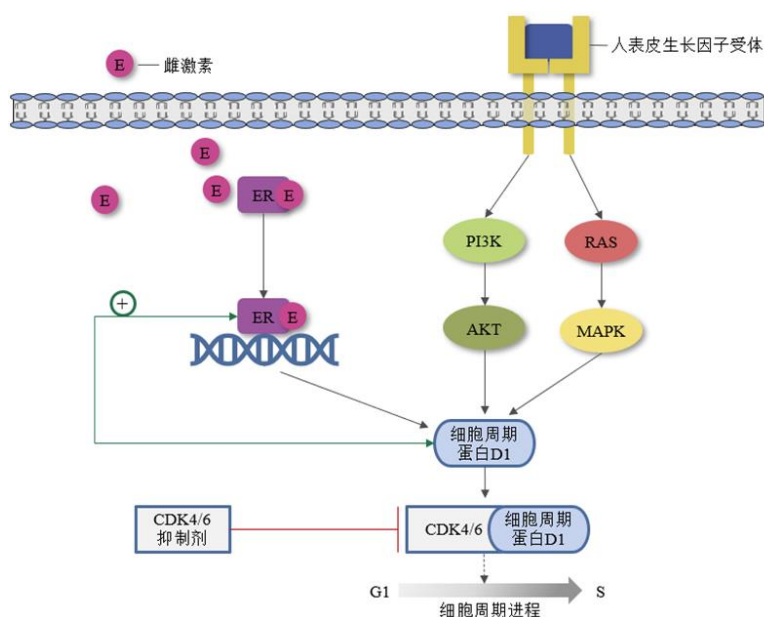 E
雌激素
人表皮生长因子受体
E
E
E
ER
E
PI3K
RAS
+
ER
E
AKT
MAPK
细胞周期
蛋白D1
CDK4/6
抑制剂
CDK4/6
细胞周期
蛋白D1
G1
S
细胞周期进程